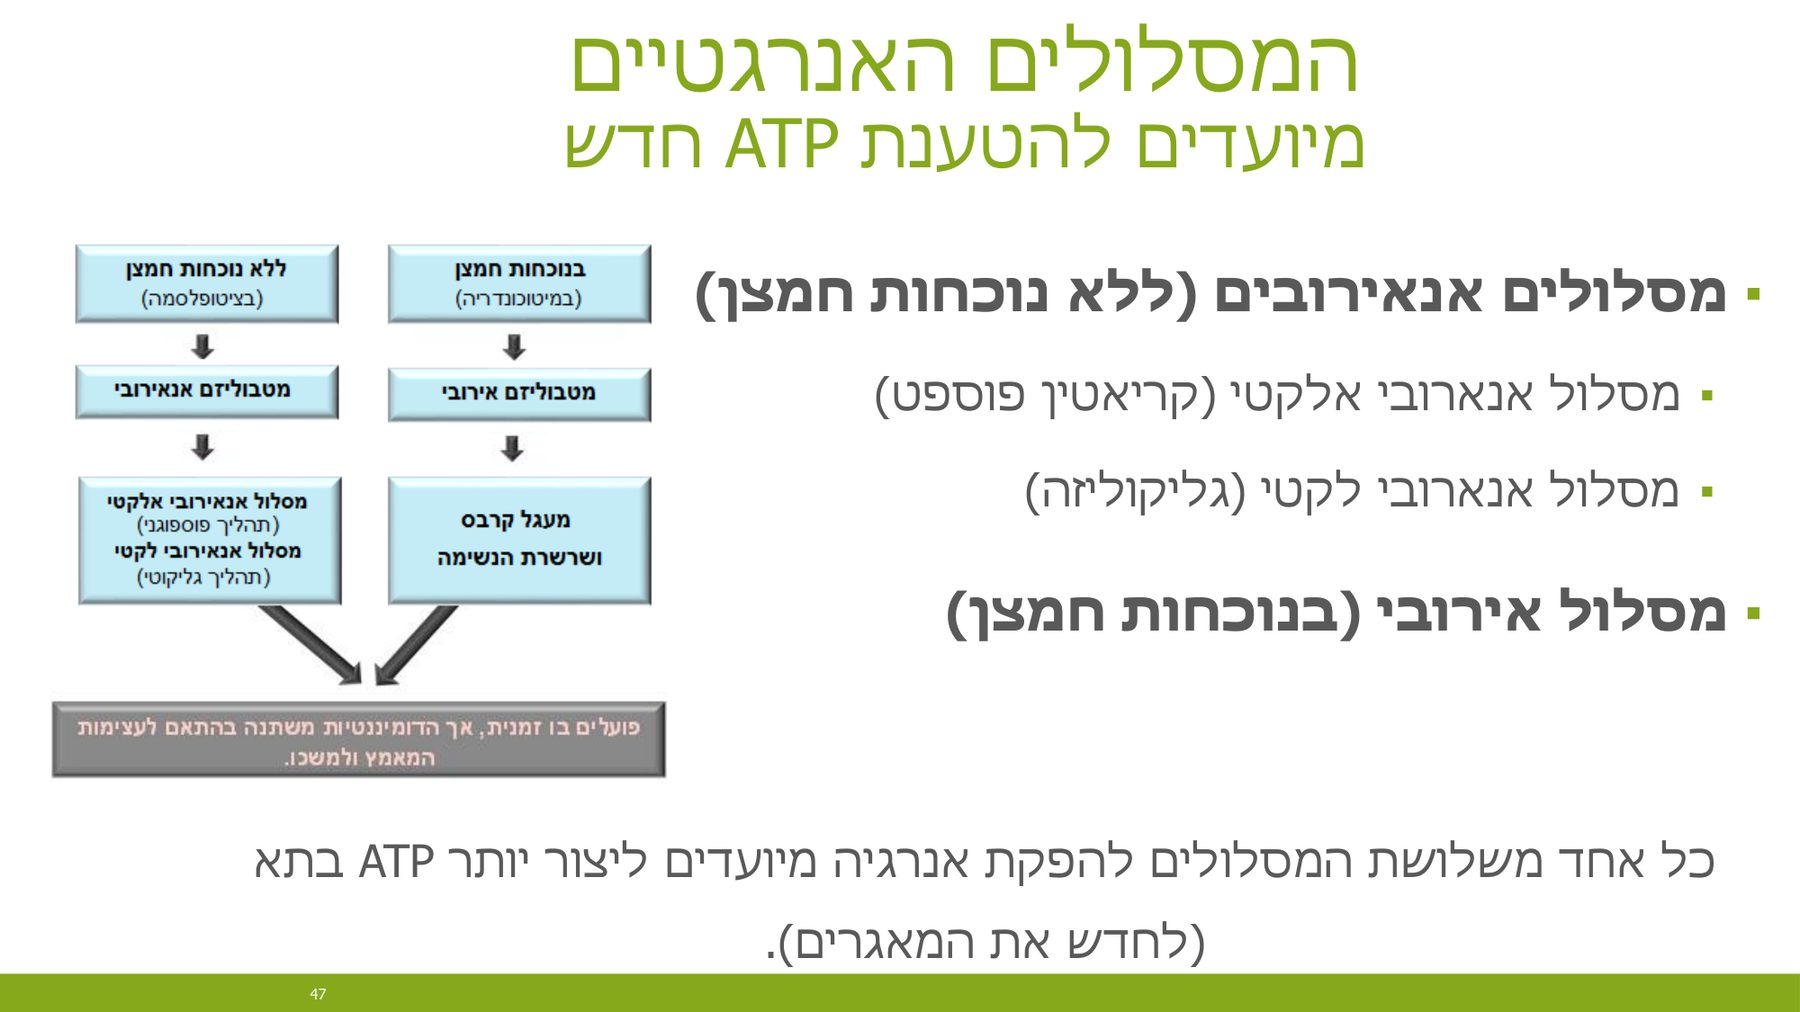 המסלולים האנרגטיים
מיועדים להטענת ATP חדש
▪ מסלולים אנאירובים (ללא נוכחות חמצן)
▪ מסלול אנארובי אלקטי (קריאטין פוספט)
▪ מסלול אנארובי לקטי (גליקוליזה)
▪ מסלול אירובי (בנוכחות חמצן)
בנוכחות חמצן
(במיטוכונדריה)
מטבוליזם אירובי
מעגל קרבס
ושרשרת הנשימה
ללא נוכחות חמצן
(בציטופלסמה)
מטבוליזם אנאירובי
מסלול אנאירובי אלקטי
(תהליך פוספוגני)
מסלול אנאירובי לקטי
(תהליך גליקוטי)
פועלים בו זמנית, אך הדומיננטיות משתנה בהתאם לעצימות
המאמץ ולמשכו.
כל אחד משלושת המסלולים להפקת אנרגיה מיועדים ליצור יותר ATP בתא
(לחדש את המאגרים).
47